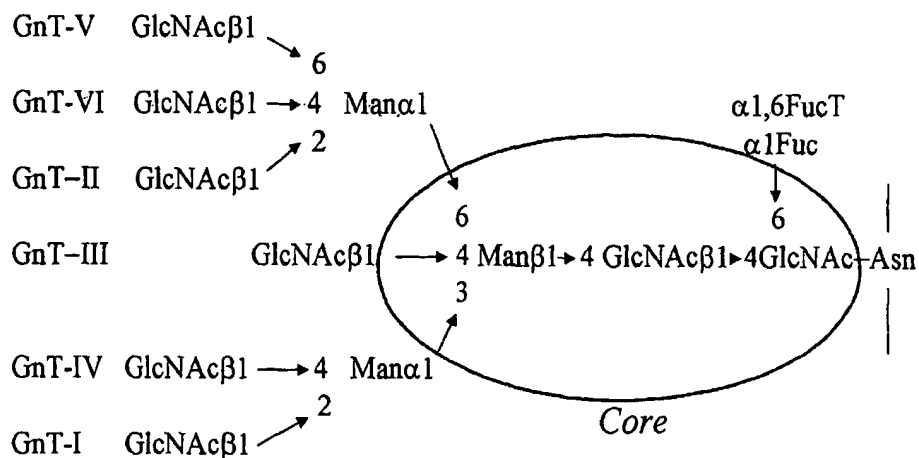 GnT-V GlcNAcβ1
6
GnT-VI GlcNAcβ1 → 4 Manα1
α1,6FucT
2
α1Fuc
GnT–II GlcNAcβ1
6
6
GnT–III GlcNAcβ1 → 4 Manβ1 → 4 GlcNAcβ1 → 4GlcNAc–Asn
3
GnT-IV GlcNAcβ1 → 4 Manα1
2
Core
GnT-I GlcNAcβ1